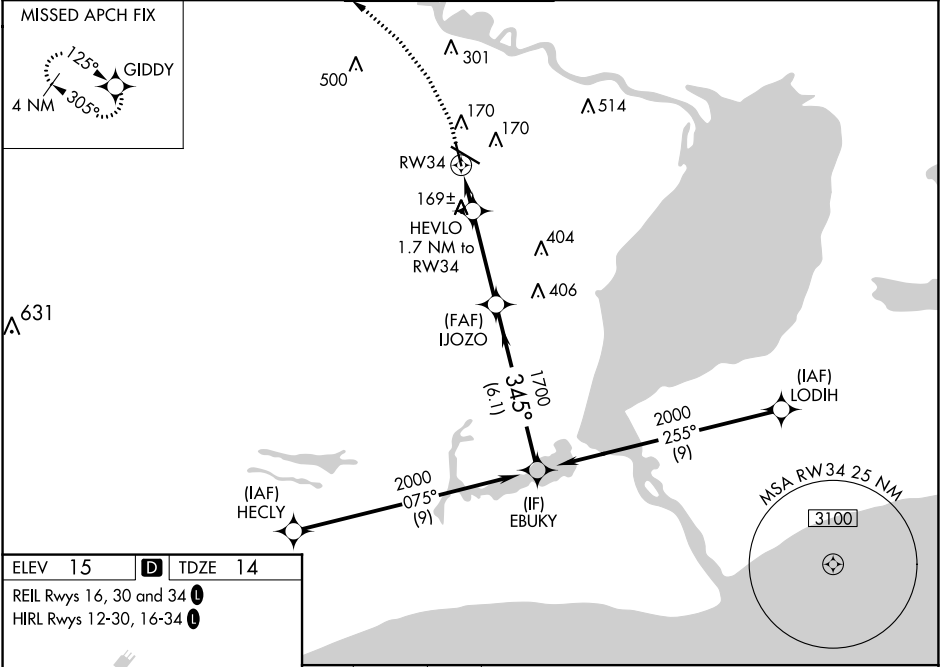 MISSED APCH FIX
125°
GIDDY
4 NM
305°
500
301
170
170
514
RW34
169±
HEVLO
1.7 NM to
RW34
404
406
631
(FAF)
IJOZO
1700
345°
(6.1)
(IAF)
LODIH
2000
255°
(9)
(IAF)
HECLY
2000
075°
(9)
(IF)
EBUKY
MSA RW34 25 NM
3100
ELEV 15 D TDZE 14
REIL Rwys 16, 30 and 34 L
HIRL Rwys 12-30, 16-34 L